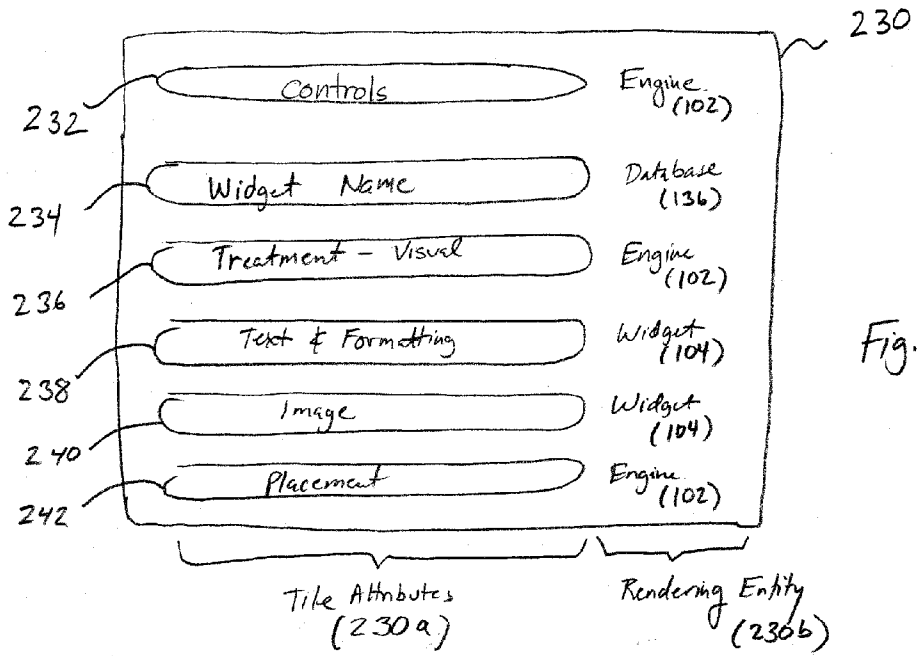 230
232
Controls
Engine
(102)
234
Widget Name
Database
(136)
236
Treatment - Visual
Engine
(102)
238
Text & Formatting
Widget
(104)
Fig.
240
Image
Widget
(104)
242
Placement
Engine
(102)
Tile Attributes
(230a)
Rendering Entity
(230b)